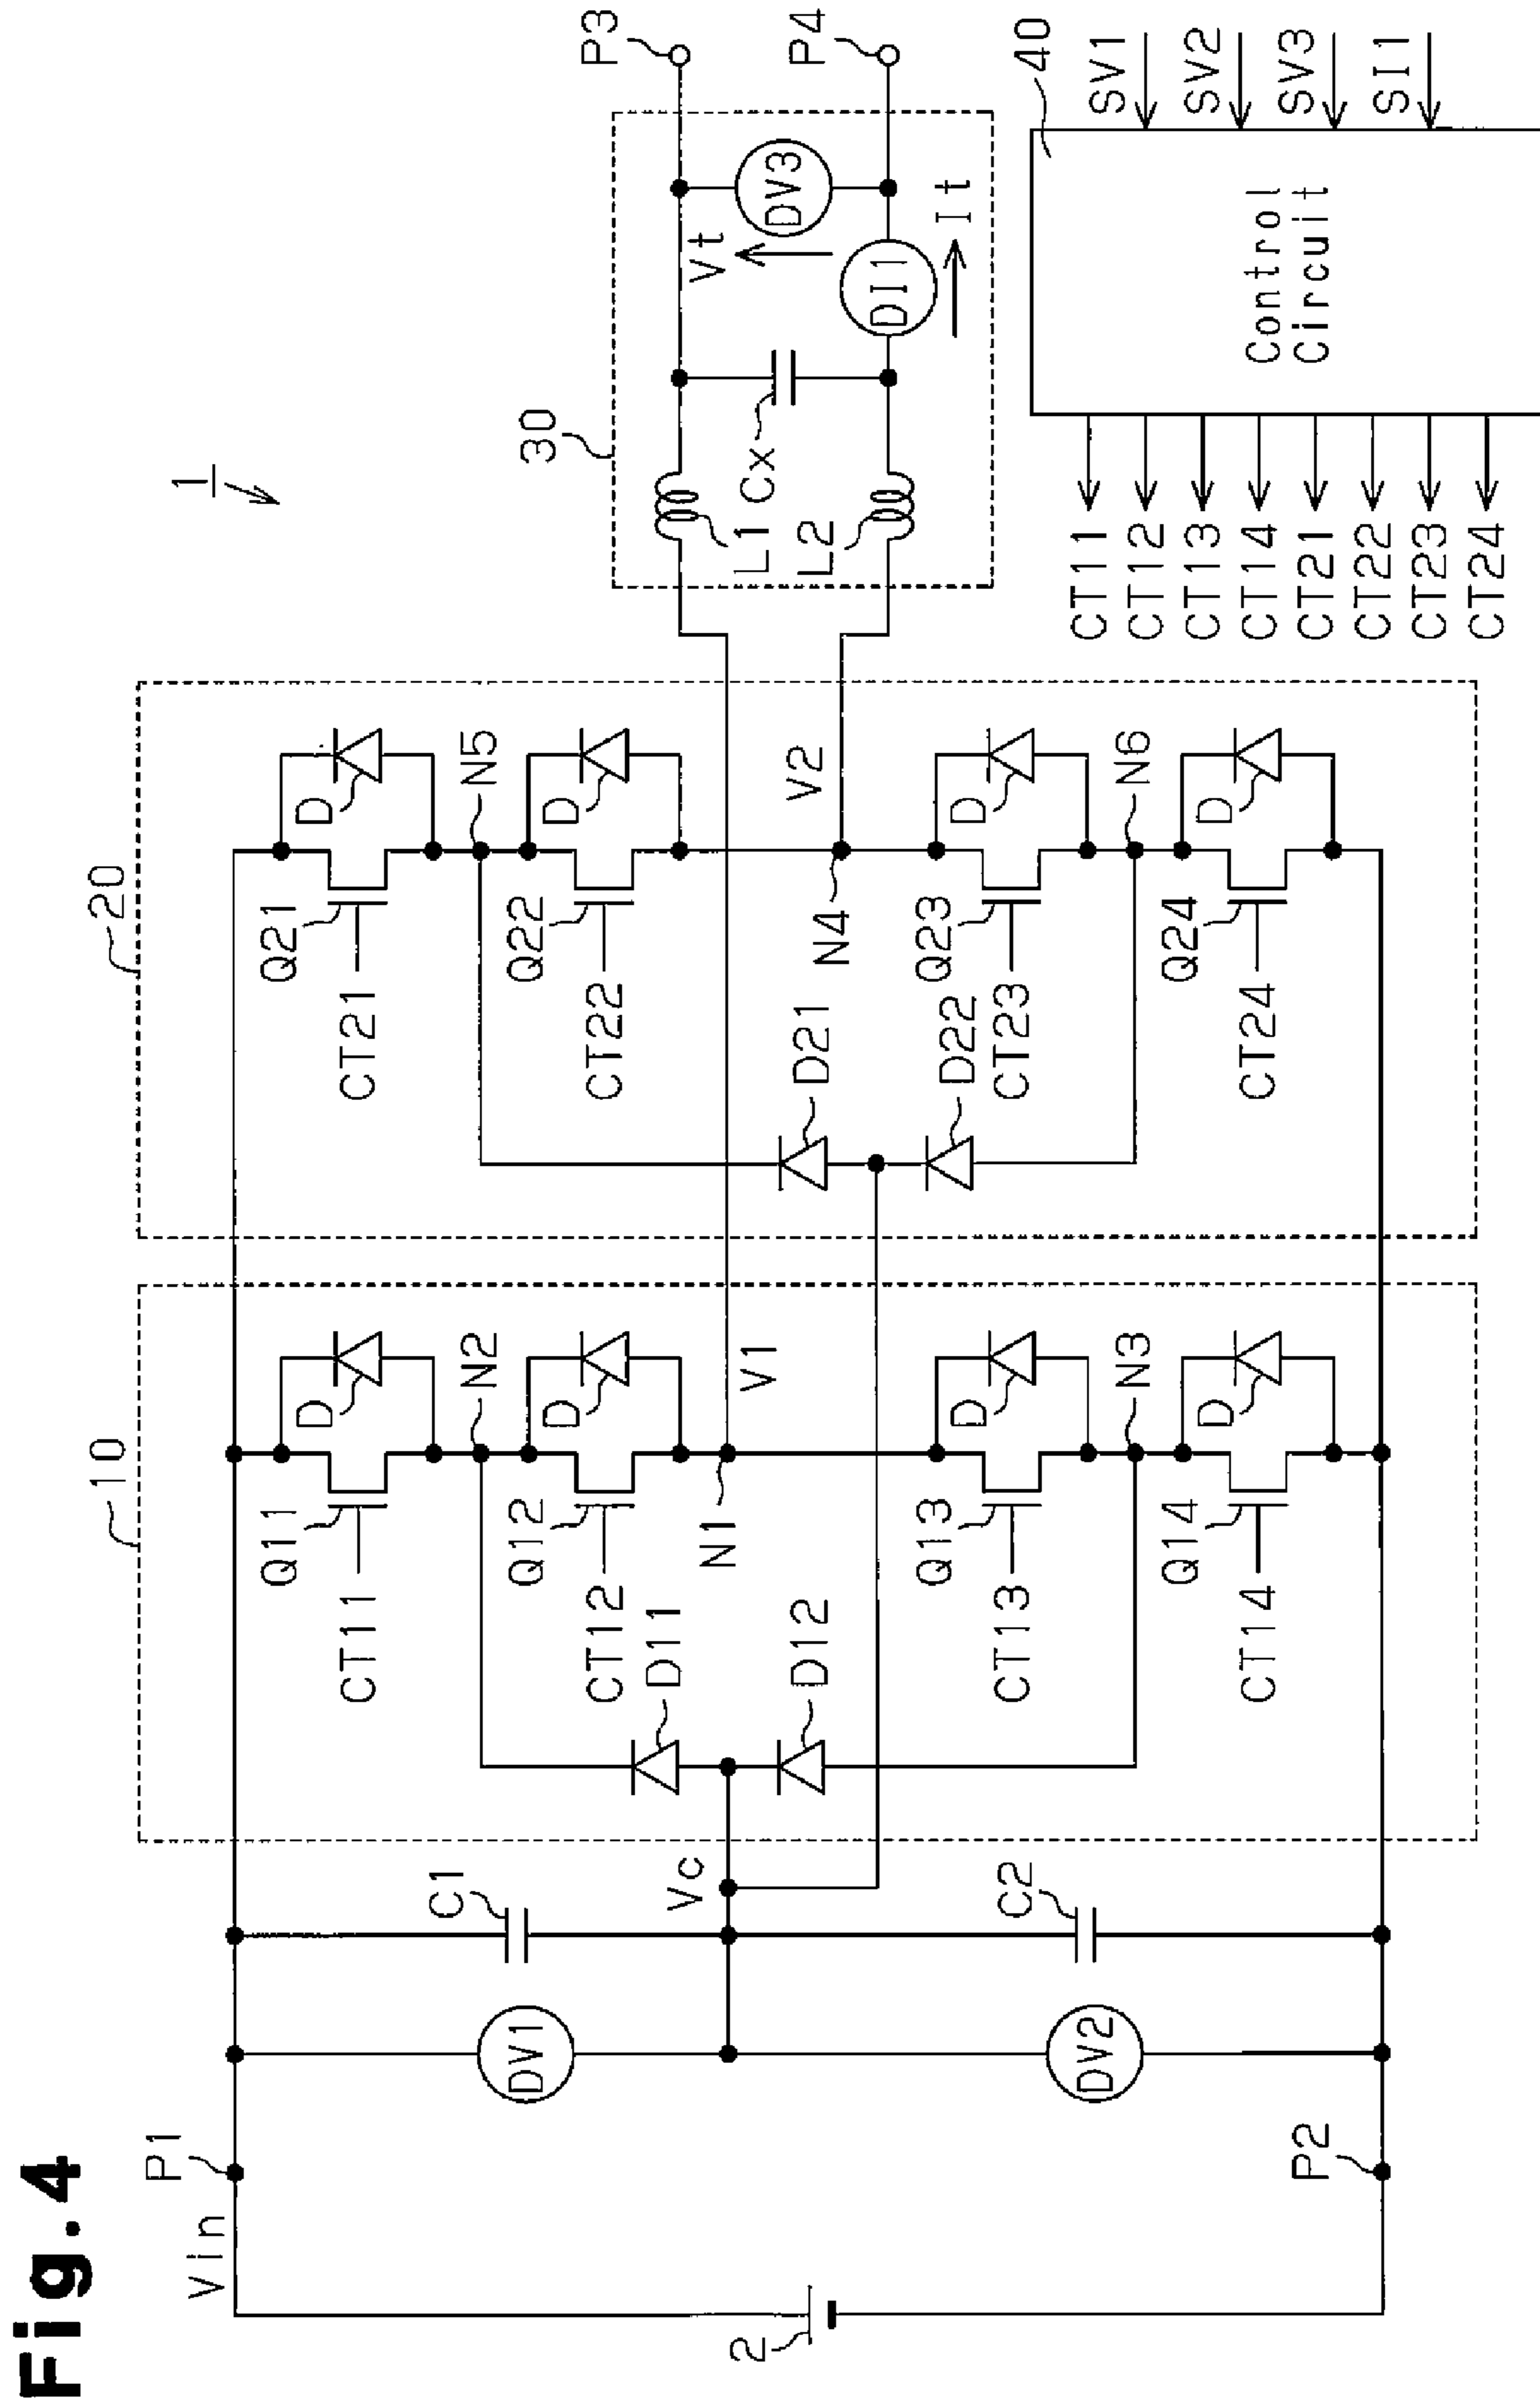 Fig.4
1
10
20
30
40
Vin
P1
P2
2
DV1
DV2
C1
C2
Vc
D11
D12
Q11
CT11
D
N2
Q12
CT12
D
N1
V1
Q13
CT13
D
N3
Q14
CT14
D
Q21
CT21
D
N5
Q22
CT22
D
N4
V2
D21
D22
Q23
CT23
D
N6
Q24
CT24
D
L1
L2
Cx
Vt
DV3
DI1
It
P3
P4
Control
Circuit
CT11
CT12
CT13
CT14
CT21
CT22
CT23
CT24
SV1
SV2
SV3
SI1